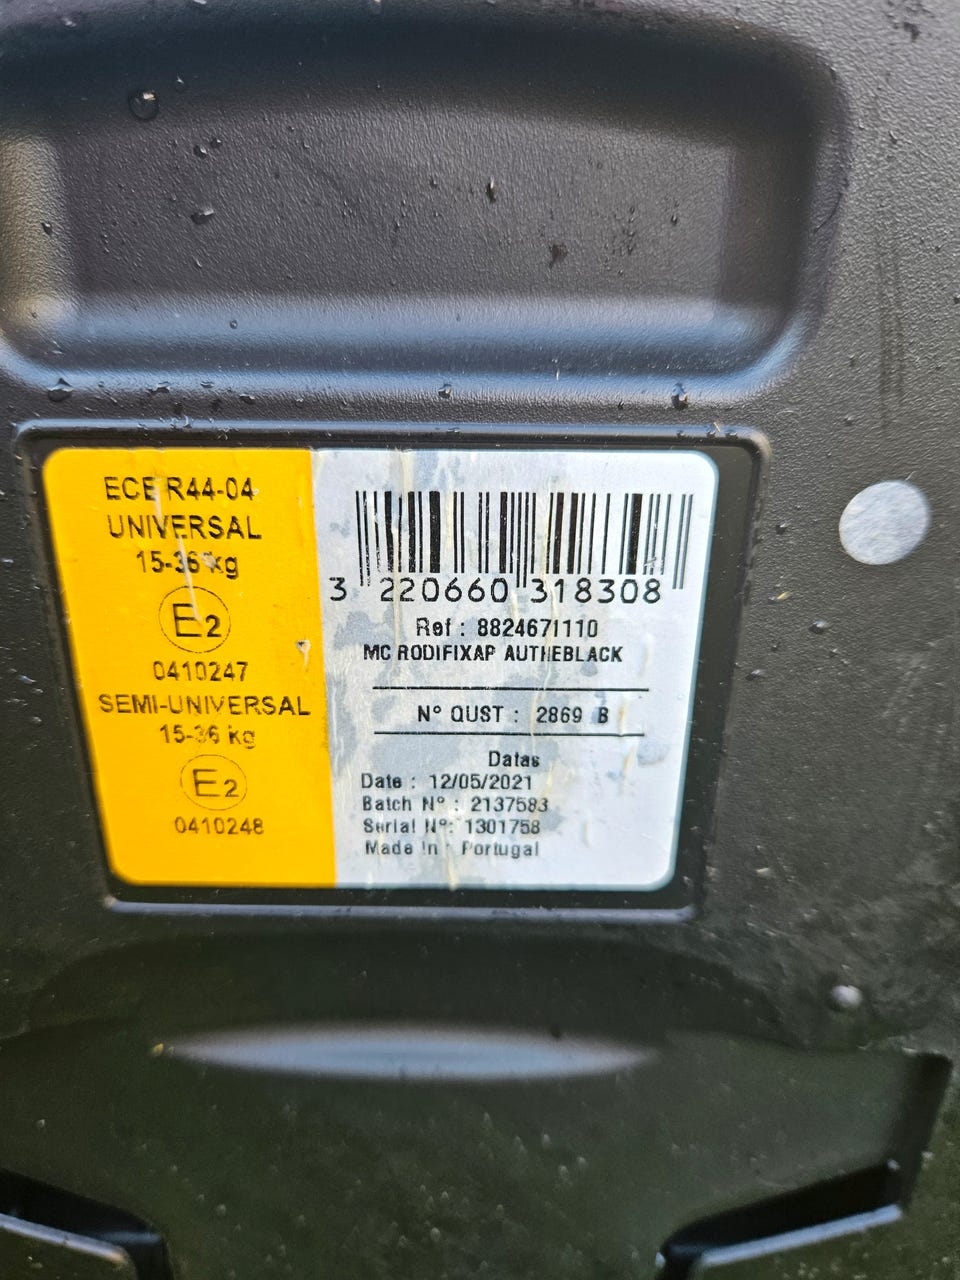 ECE R44-04
UNIVERSAL
15-36 kg
E2
0410247
SEMI-UNIVERSAL
15-36 kg
E2
0410248
3 220660 318308
Ref : 8824671110
MC RODIFIXAP AUTHEBLACK
N° QUST : 2869 B
Datas
Date : 12/05/2021
Batch N° : 2137583
Serial N°: 1301758
Made In : Portugal